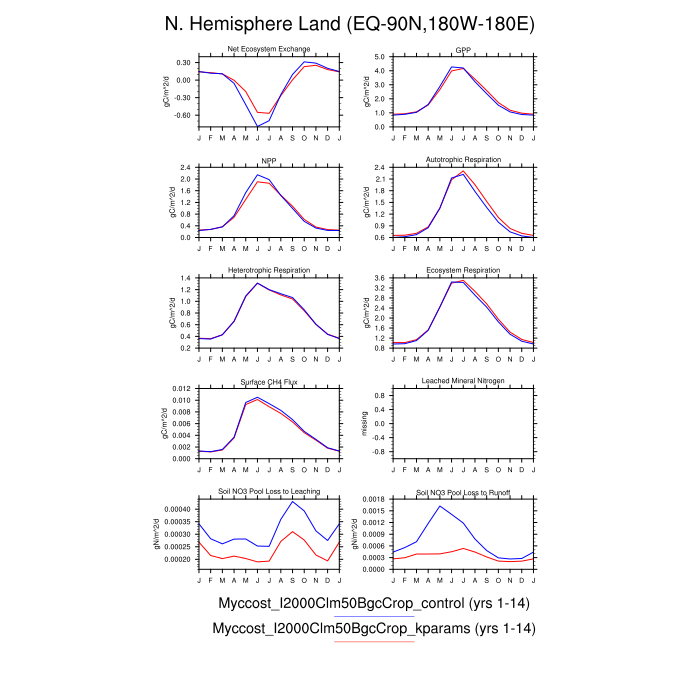 N. Hemisphere Land (EQ-90N,180W-180E)
Net Ecosystem Exchange
gC/m^2/d
0.30
0.00
-0.30
-0.60
J F M A M J J A S O N D J
GPP
gC/m^2/d
5.0
4.0
3.0
2.0
1.0
0.0
J F M A M J J A S O N D J
NPP
gC/m^2/d
2.4
2.0
1.6
1.2
0.8
0.4
0.0
J F M A M J J A S O N D J
Autotrophic Respiration
gC/m^2/d
2.4
2.1
1.8
1.5
1.2
0.9
0.6
J F M A M J J A S O N D J
Heterotrophic Respiration
gC/m^2/d
1.4
1.2
1.0
0.8
0.6
0.4
0.2
J F M A M J J A S O N D J
Ecosystem Respiration
gC/m^2/d
3.6
3.2
2.8
2.4
2.0
1.6
1.2
0.8
J F M A M J J A S O N D J
Surface CH4 Flux
gC/m^2/d
0.012
0.010
0.008
0.006
0.004
0.002
0.000
J F M A M J J A S O N D J
Leached Mineral Nitrogen
missing
0.8
0.4
0.0
-0.4
-0.8
J F M A M J J A S O N D J
Soil NO3 Pool Loss to Leaching
gN/m^2/d
0.00040
0.00035
0.00030
0.00025
0.00020
J F M A M J J A S O N D J
Soil NO3 Pool Loss to Runoff
gN/m^2/d
0.0018
0.0015
0.0012
0.0009
0.0006
0.0003
0.0000
J F M A M J J A S O N D J
Myccost_I2000Clm50BgcCrop_control (yrs 1-14)
Myccost_I2000Clm50BgcCrop_kparams (yrs 1-14)